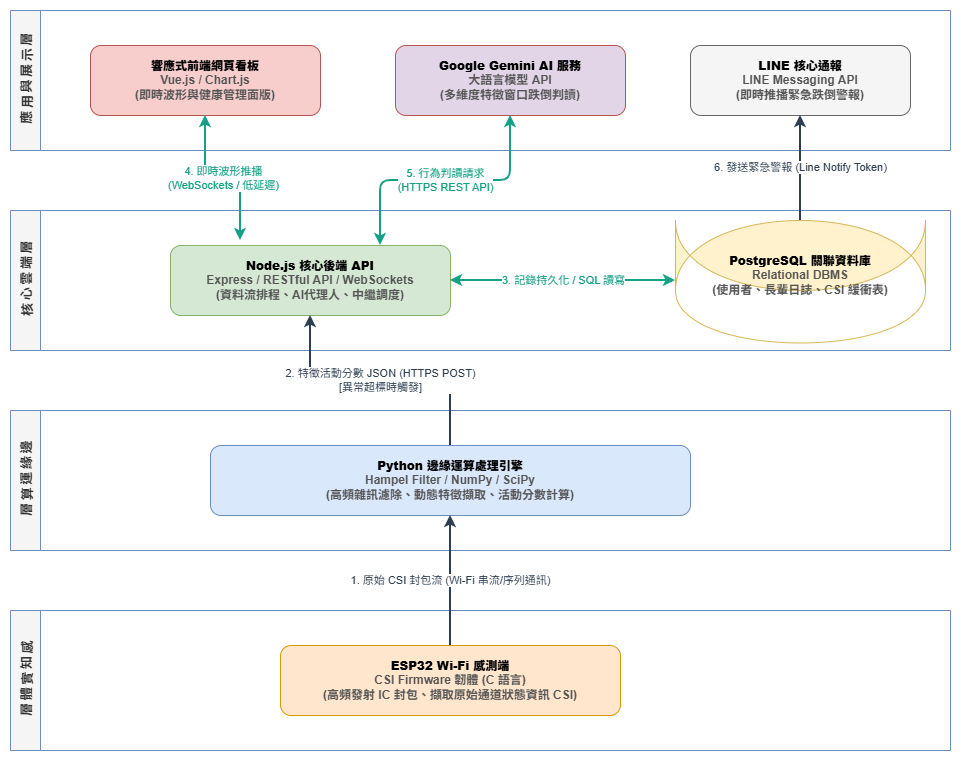 應用與展示層
響應式前端網頁看板
Vue.js / Chart.js
(即時波形與健康管理面版)
Google Gemini AI 服務
大語言模型 API
(多維度特徵窗口跌倒判讀)
LINE 核心通報
LINE Messaging API
(即時推播緊急跌倒警報)
4. 即時波形推播
(WebSockets / 低延遲)
5. 行為判讀請求
(HTTPS REST API)
6. 發送緊急警報 (Line Notify Token)
核心雲端層
Node.js 核心後端 API
Express / RESTful API / WebSockets
(資料流排程、AI代理人、中繼調度)
3. 記錄持久化 / SQL 讀寫
PostgreSQL 關聯資料庫
Relational DBMS
(使用者、長輩日誌、CSI 緩衝表)
2. 特徵活動分數 JSON (HTTPS POST)
[異常超標時觸發]
層算運緣邊
Python 邊緣運算處理引擎
Hampel Filter / NumPy / SciPy
(高頻雜訊濾除、動態特徵擷取、活動分數計算)
1. 原始 CSI 封包流 (Wi-Fi 串流/序列通訊)
層體實知感
ESP32 Wi-Fi 感測端
CSI Firmware 韌體 (C 語言)
(高頻發射 IC 封包、擷取原始通道狀態資訊 CSI)